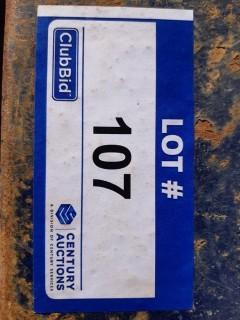 LOT #
107
ClubBid®
CENTURY
AUCTIONS
A DIVISION OF CENTURY SERVICES